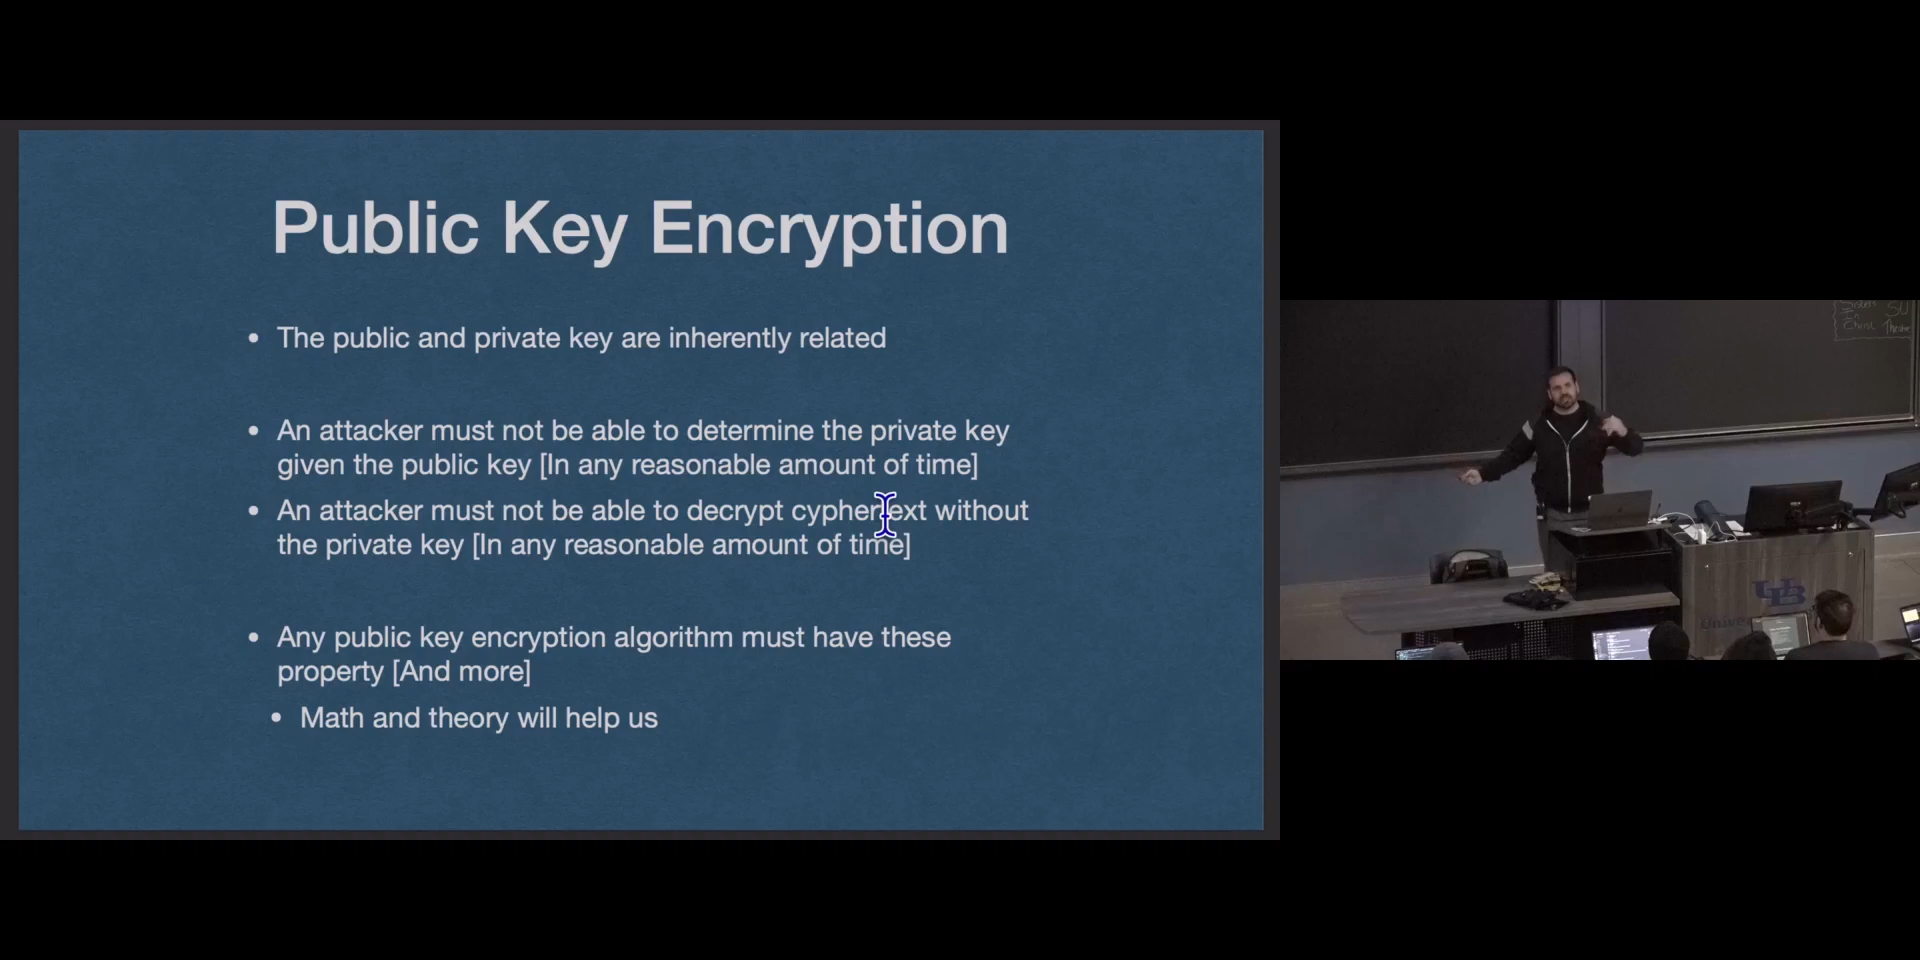 Public Key Encryption
• The public and private key are inherently related
• An attacker must not be able to determine the private key
given the public key [In any reasonable amount of time]
• An attacker must not be able to decrypt cyphertext without
the private key [In any reasonable amount of time]
• Any public key encryption algorithm must have these
property [And more]
• Math and theory will help us
SU
In
UB